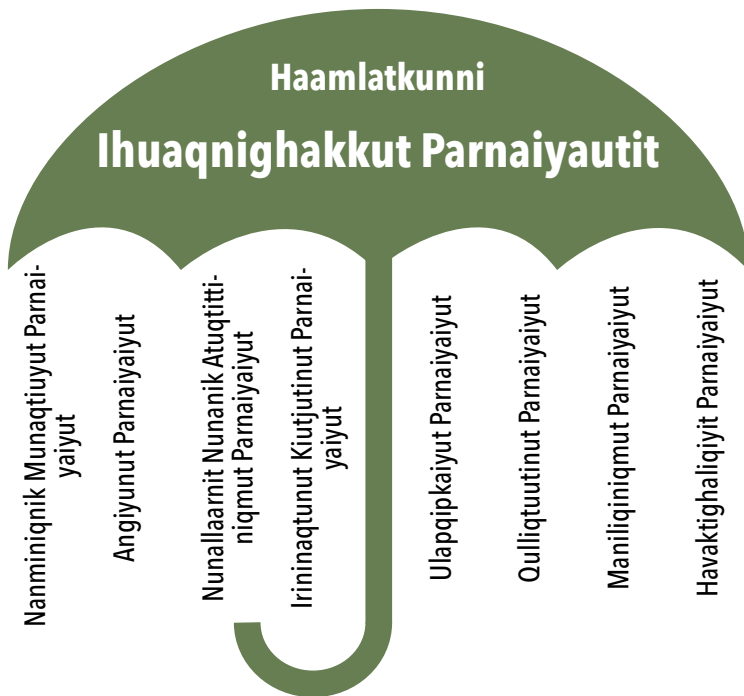 Haamlatkunni
Ihuaqnighakkut Parnaiyautit
Nanminiqnik Munaqtiuyut Parnai-
yaiyut
Angiyunut Parnaiyaiyut
Nunallaarnit Nunanik Atuqtitti-
niqmut Parnaiyaiyut
Irininaqtunut Kiutjutinut Parnai-
yaiyut
Ulapqipkaiyut Parnaiyaiyut
Qulliqtuutinut Parnaiyaiyut
Maniliqiniqmut Parnaiyaiyut
Havaktighaliqiyit Parnaiyaiyut